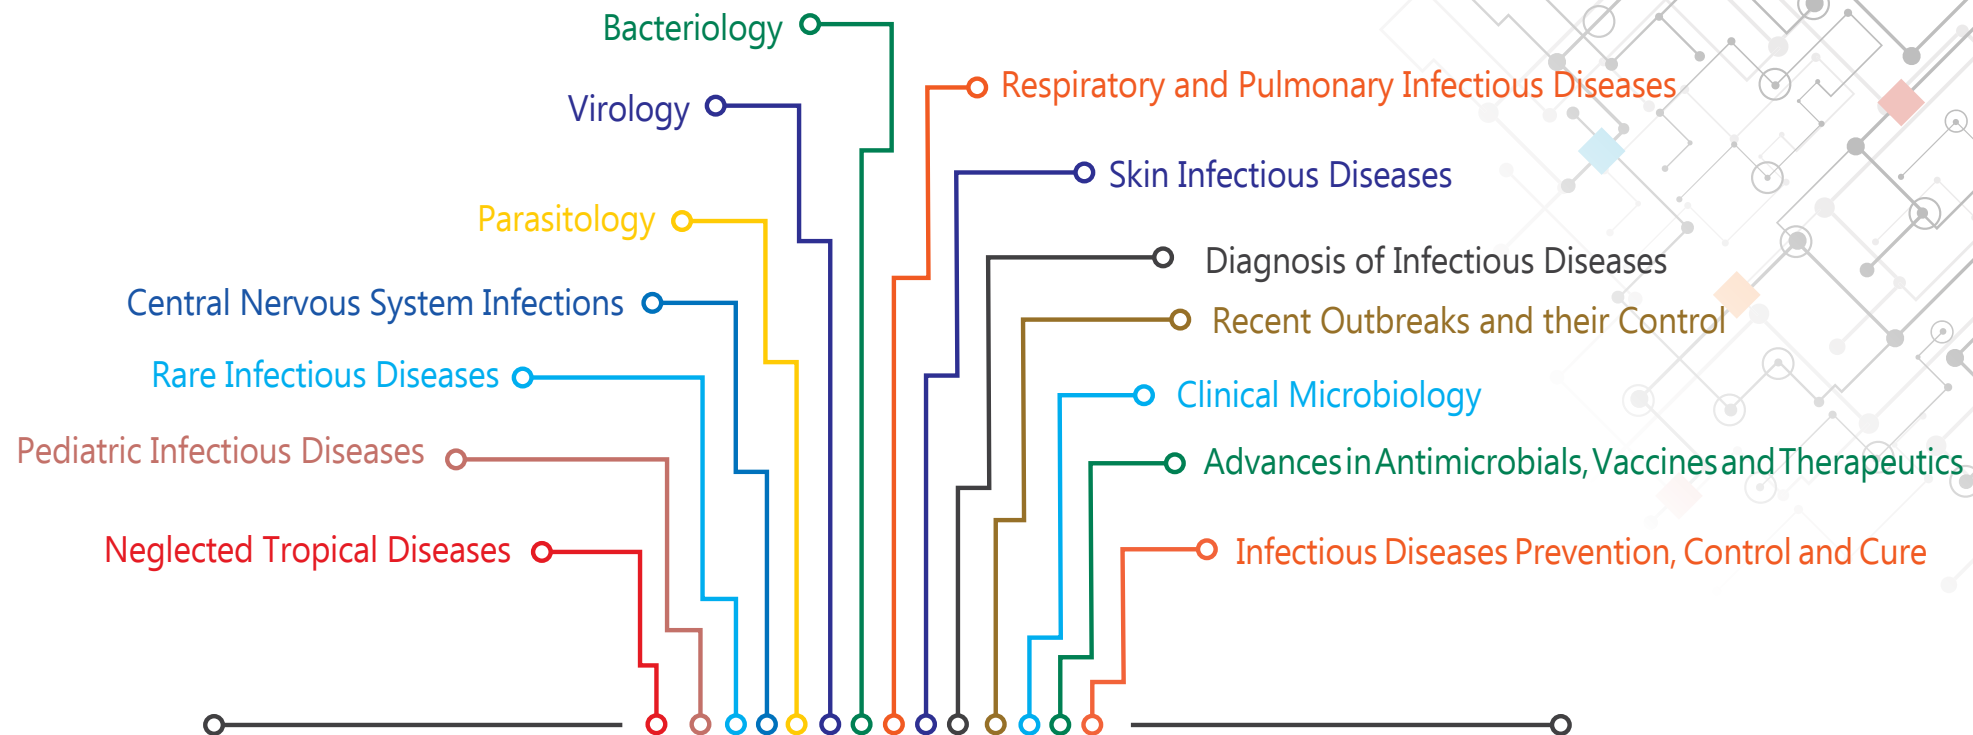 Bacteriology
Virology
Parasitology
Central Nervous System Infections
Rare Infectious Diseases
Pediatric Infectious Diseases
Neglected Tropical Diseases
Respiratory and Pulmonary Infectious Diseases
Skin Infectious Diseases
Diagnosis of Infectious Diseases
Recent Outbreaks and their Control
Clinical Microbiology
Advances in Antimicrobials, Vaccines and Therapeutics
Infectious Diseases Prevention, Control and Cure